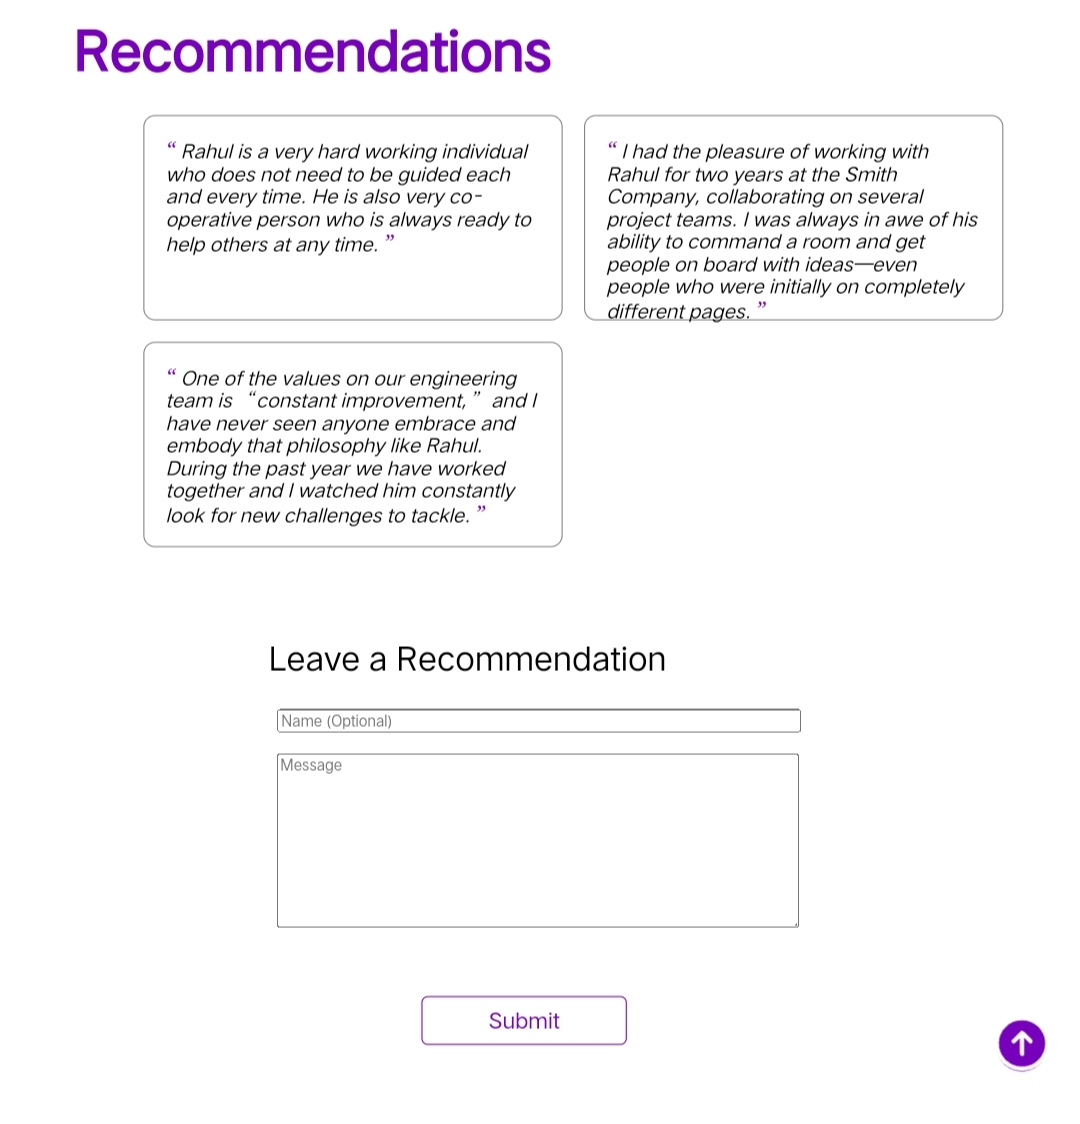 Recommendations
“ Rahul is a very hard working individual
who does not need to be guided each
and every time. He is also very co-
operative person who is always ready to
help others at any time. ”
“ I had the pleasure of working with
Rahul for two years at the Smith
Company, collaborating on several
project teams. I was always in awe of his
ability to command a room and get
people on board with ideas—even
people who were initially on completely
different pages. ”
“ One of the values on our engineering
team is “constant improvement,” and I
have never seen anyone embrace and
embody that philosophy like Rahul.
During the past year we have worked
together and I watched him constantly
look for new challenges to tackle. ”
Leave a Recommendation
Name (Optional)
Message
Submit